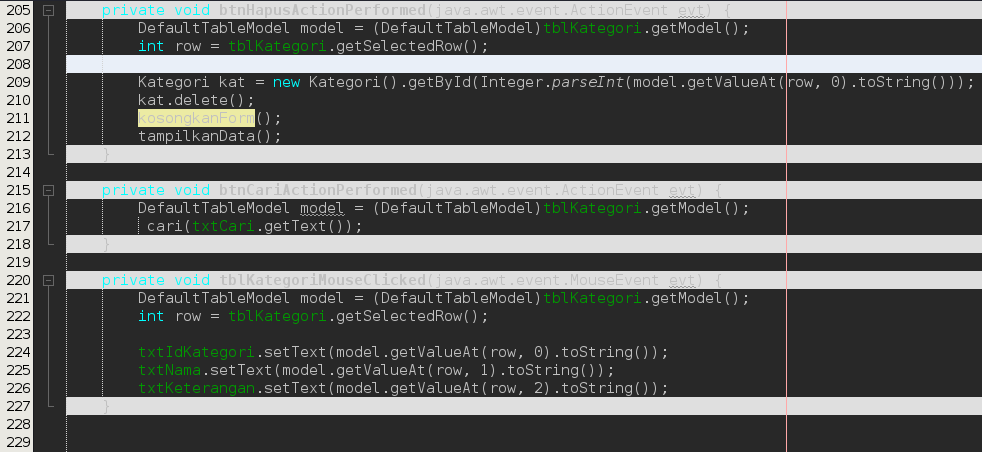 205 private void btnHapusActionPerformed(java.awt.event.ActionEvent evt) {
206 DefaultTableModel model = (DefaultTableModel)tblKategori.getModel();
207 int row = tblKategori.getSelectedRow();
208
209 Kategori kat = new Kategori().getById(Integer.parseInt(model.getValueAt(row, 0).toString()));
210 kat.delete();
211 kosongkanForm();
212 tampilkanData();
213 }
214
215 private void btnCariActionPerformed(java.awt.event.ActionEvent evt) {
216 DefaultTableModel model = (DefaultTableModel)tblKategori.getModel();
217 cari(txtCari.getText());
218 }
219
220 private void tblKategoriMouseClicked(java.awt.event.MouseEvent evt) {
221 DefaultTableModel model = (DefaultTableModel)tblKategori.getModel();
222 int row = tblKategori.getSelectedRow();
223
224 txtIdKategori.setText(model.getValueAt(row, 0).toString());
225 txtNama.setText(model.getValueAt(row, 1).toString());
226 txtKeterangan.setText(model.getValueAt(row, 2).toString());
227 }
228
229